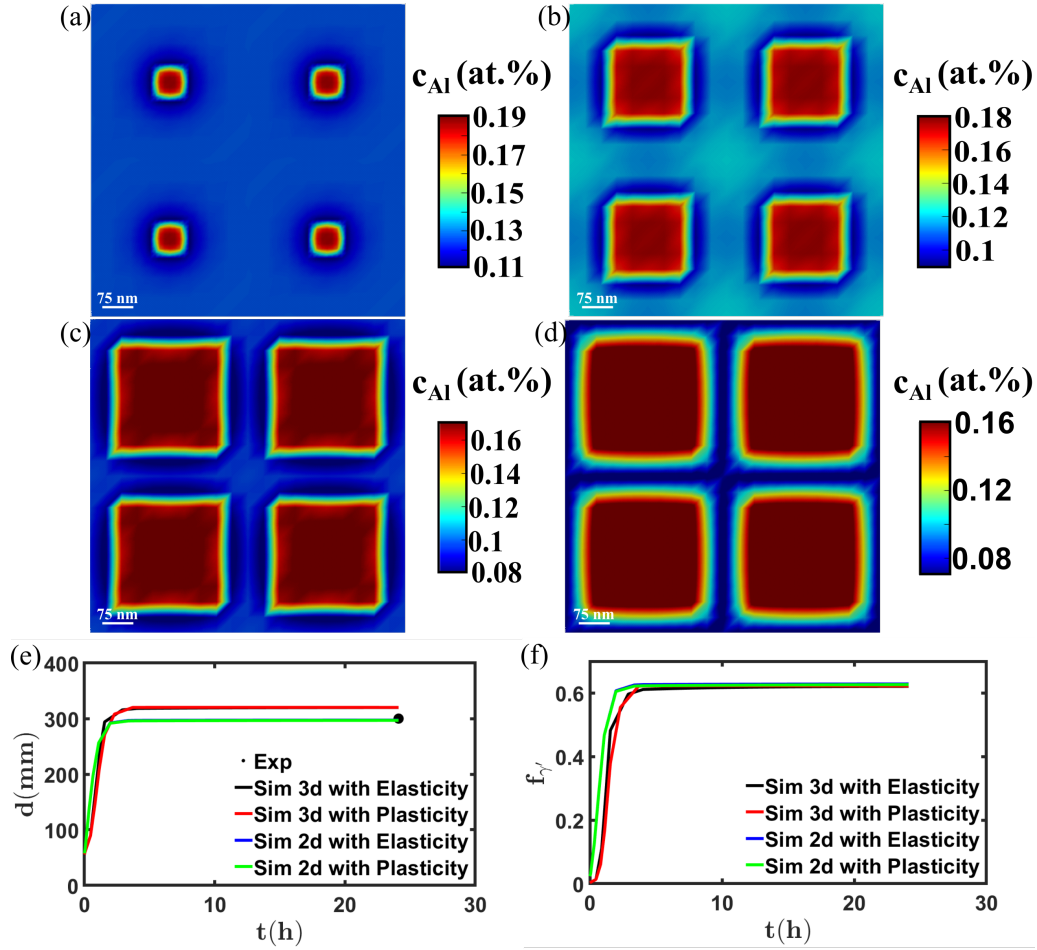 (a)
c_Al (at.%)
0.19
0.17
0.15
0.13
0.11
75 nm
(b)
c_Al (at.%)
0.18
0.16
0.14
0.12
0.1
75 nm
(c)
c_Al (at.%)
0.16
0.14
0.12
0.1
0.08
75 nm
(d)
c_Al (at.%)
0.16
0.12
0.08
75 nm
(e)
400
300
200
100
0
d(mm)
Exp
Sim 3d with Elasticity
Sim 3d with Plasticity
Sim 2d with Elasticity
Sim 2d with Plasticity
0 10 20 30
t(h)
(f)
0.6
0.4
0.2
0
f_γ'
Sim 3d with Elasticity
Sim 3d with Plasticity
Sim 2d with Elasticity
Sim 2d with Plasticity
0 10 20 30
t(h)